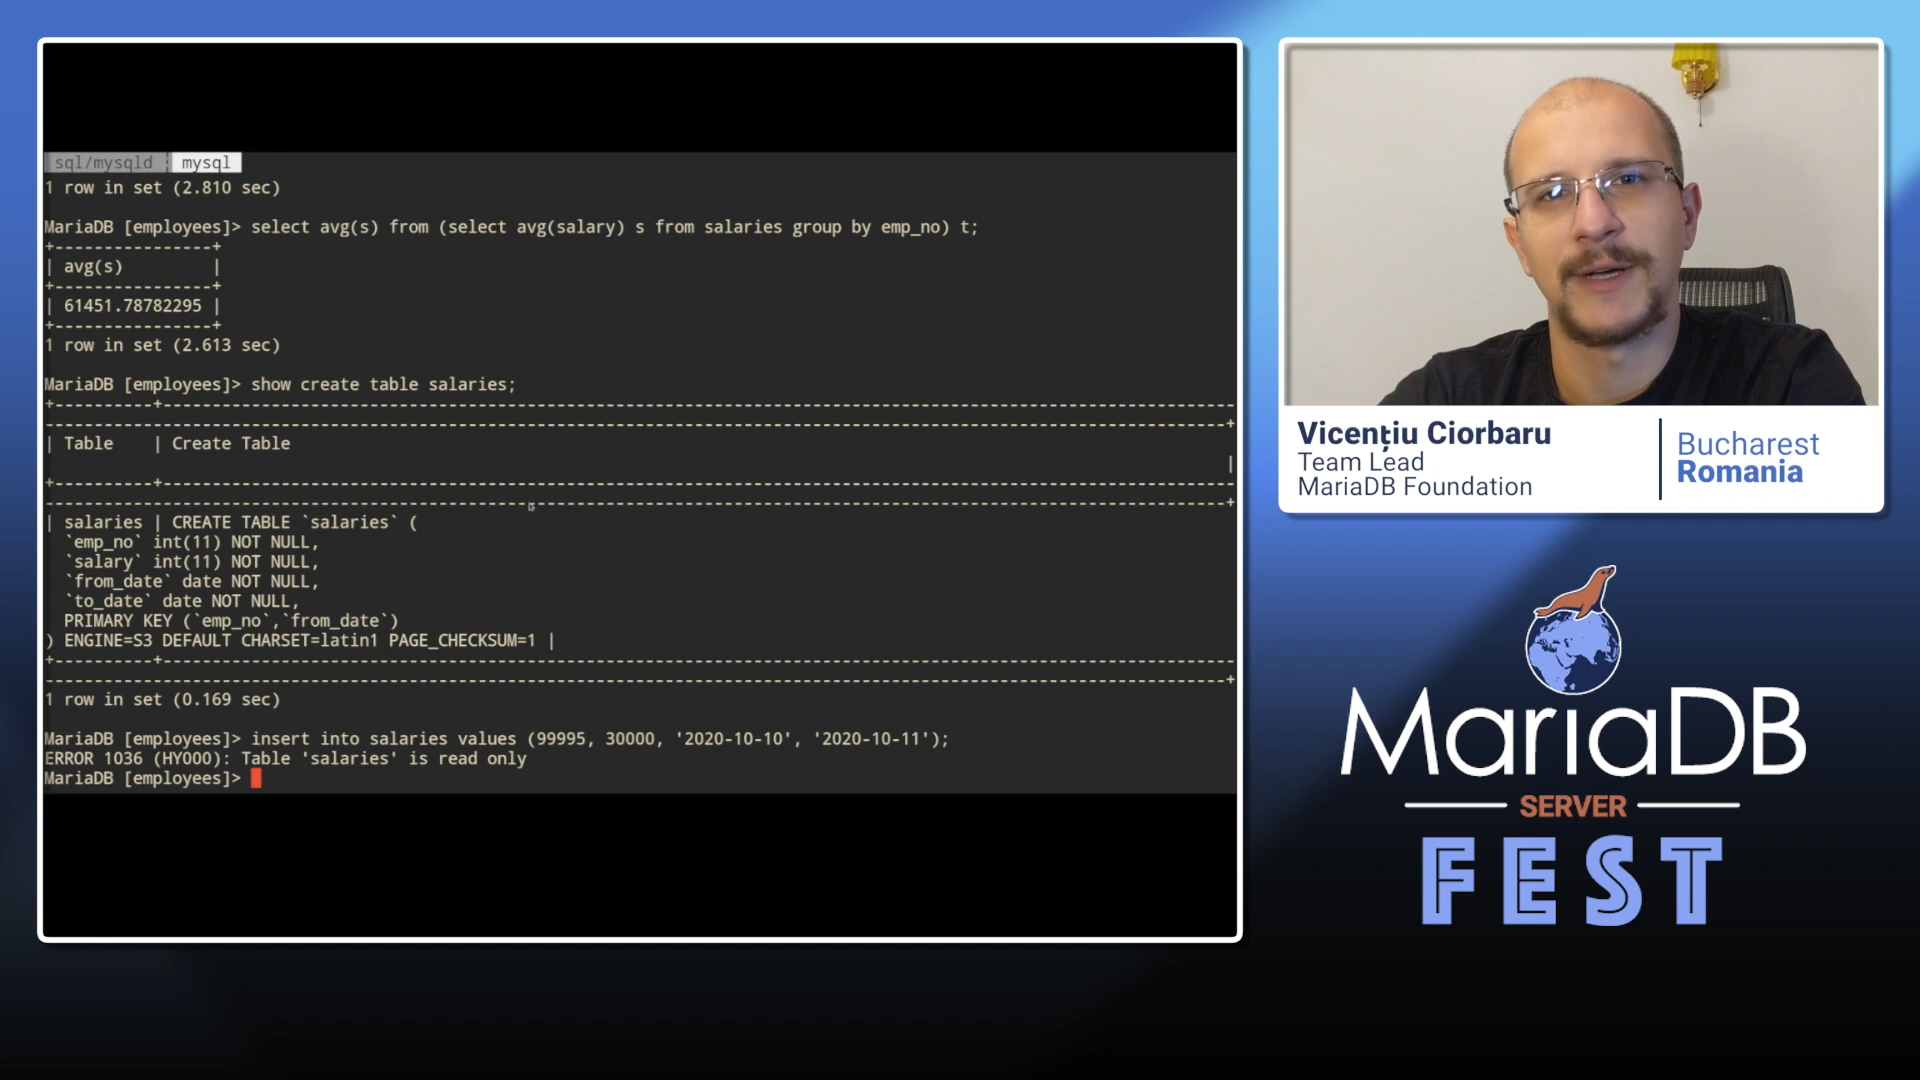 sql/mysqld ¦ mysql
1 row in set (2.810 sec)
MariaDB [employees]> select avg(s) from (select avg(salary) s from salaries group by emp_no) t;
+----------------+
| avg(s)         |
+----------------+
| 61451.78782295 |
+----------------+
1 row in set (2.613 sec)
MariaDB [employees]> show create table salaries;
| Table    | Create Table
|
| salaries | CREATE TABLE `salaries` (
`emp_no` int(11) NOT NULL,
`salary` int(11) NOT NULL,
`from_date` date NOT NULL,
`to_date` date NOT NULL,
PRIMARY KEY (`emp_no`,`from_date`)
) ENGINE=S3 DEFAULT CHARSET=latin1 PAGE_CHECKSUM=1 |
1 row in set (0.169 sec)
MariaDB [employees]> insert into salaries values (99995, 30000, '2020-10-10', '2020-10-11');
ERROR 1036 (HY000): Table 'salaries' is read only
MariaDB [employees]>
Vicențiu Ciorbaru
Team Lead
MariaDB Foundation
Bucharest
Romania
MariaDB
SERVER
FEST